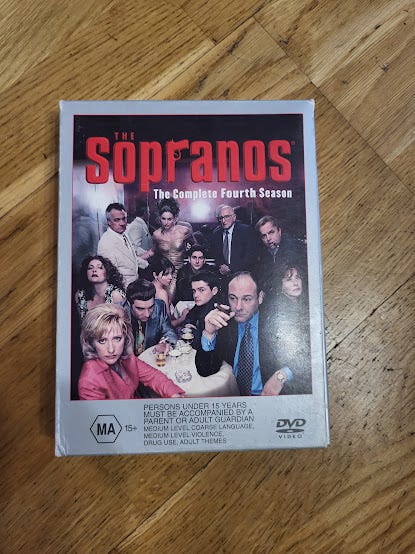 THE
Sopranos
The Complete Fourth Season
MA 15+
PERSONS UNDER 15 YEARS
MUST BE ACCOMPANIED BY A
PARENT OR ADULT GUARDIAN
MEDIUM LEVEL COARSE LANGUAGE,
MEDIUM LEVEL VIOLENCE,
DRUG USE, ADULT THEMES
DVD
VIDEO